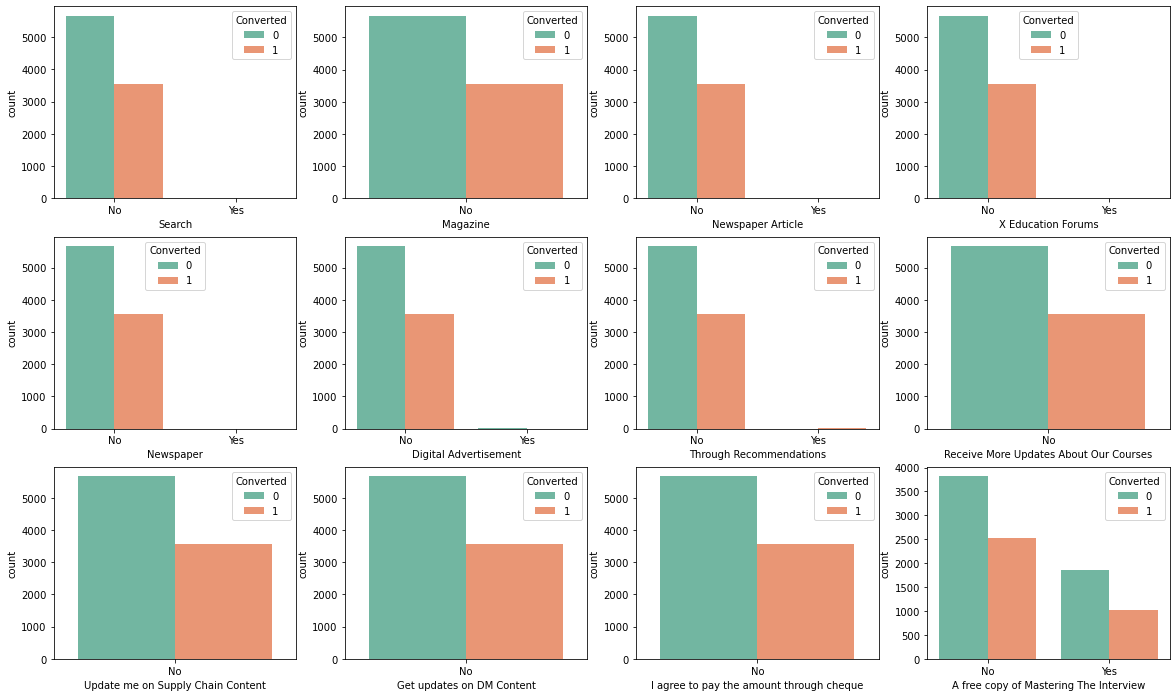 Converted
0
1
5000
4000
3000
2000
1000
0
count
No Yes
Search
Converted
0
1
5000
4000
3000
2000
1000
0
count
No
Magazine
Converted
0
1
5000
4000
3000
2000
1000
0
count
No Yes
Newspaper Article
Converted
0
1
5000
4000
3000
2000
1000
0
count
No Yes
X Education Forums
Converted
0
1
5000
4000
3000
2000
1000
0
count
No Yes
Newspaper
Converted
0
1
5000
4000
3000
2000
1000
0
count
No Yes
Digital Advertisement
Converted
0
1
5000
4000
3000
2000
1000
0
count
No Yes
Through Recommendations
Converted
0
1
5000
4000
3000
2000
1000
0
count
No
Receive More Updates About Our Courses
Converted
0
1
5000
4000
3000
2000
1000
0
count
No
Update me on Supply Chain Content
Converted
0
1
5000
4000
3000
2000
1000
0
count
No
Get updates on DM Content
Converted
0
1
5000
4000
3000
2000
1000
0
count
No
I agree to pay the amount through cheque
Converted
0
1
4000
3500
3000
2500
2000
1500
1000
500
0
count
No Yes
A free copy of Mastering The Interview